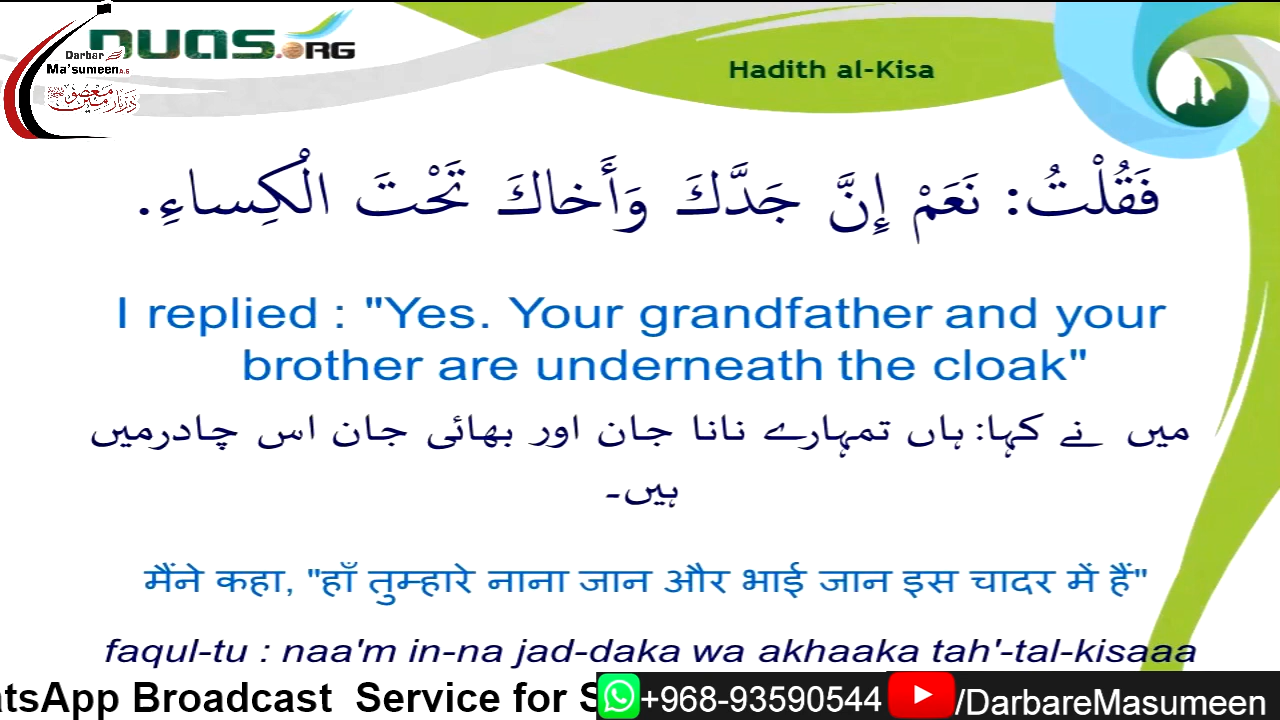 DUAS.ORG
Darbar
Ma'sumeen A.S
Hadith al-Kisa
فَقُلْتُ: نَعَمْ إِنَّ جَدَّكَ وَأَخاكَ تَحْتَ الْكِساءِ.
I replied : "Yes. Your grandfather and your
brother are underneath the cloak"
میں نے کہا: ہاں تمہارے نانا جان اور بھائی جان اس چادرمیں
ہیں۔
मैंने कहा, "हाँ तुम्हारे नाना जान और भाई जान इस चादर में हैं"
faqul-tu : naa'm in-na jad-daka wa akhaaka tah'-tal-kisaaa
atsApp Broadcast Service for S
+968-93590544
/DarbareMasumeen